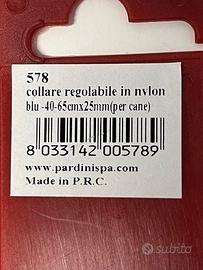 578
collare regolabile in nylon
blu -40-65cmx25mm(per cane)
8 033142 005789
www.pardinispa.com
Made in P.R.C.
subito